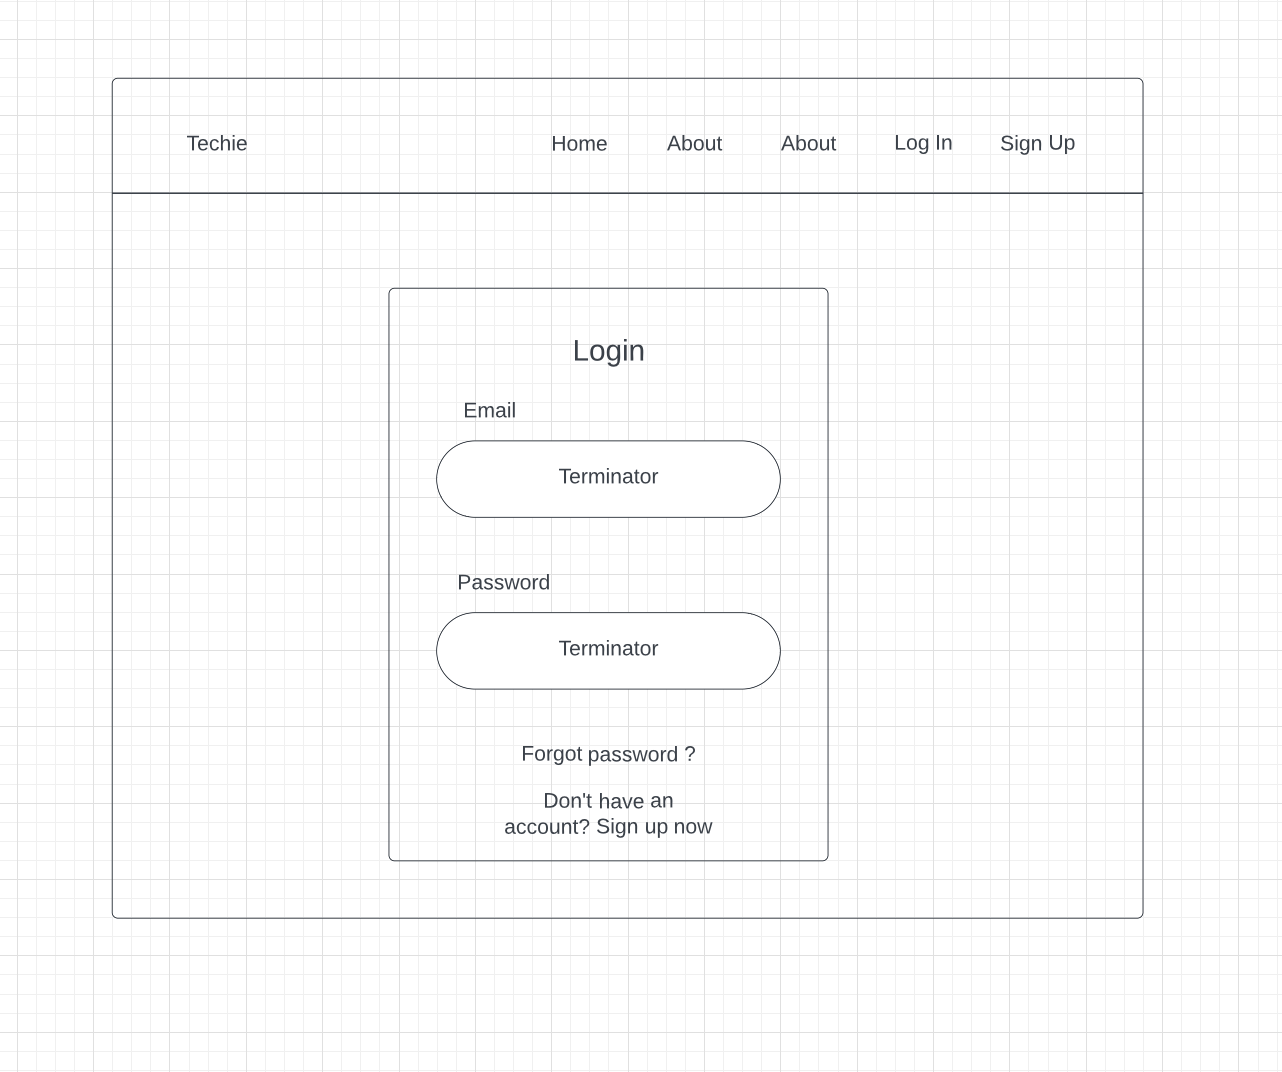 Techie Home About About Log In Sign Up
Login
Email
Terminator
Password
Terminator
Forgot password ?
Don't have an
account? Sign up now